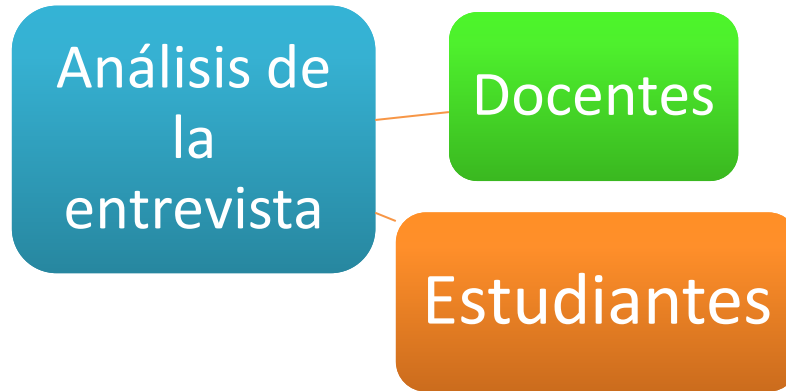 Análisis de
la
entrevista
Docentes
Estudiantes